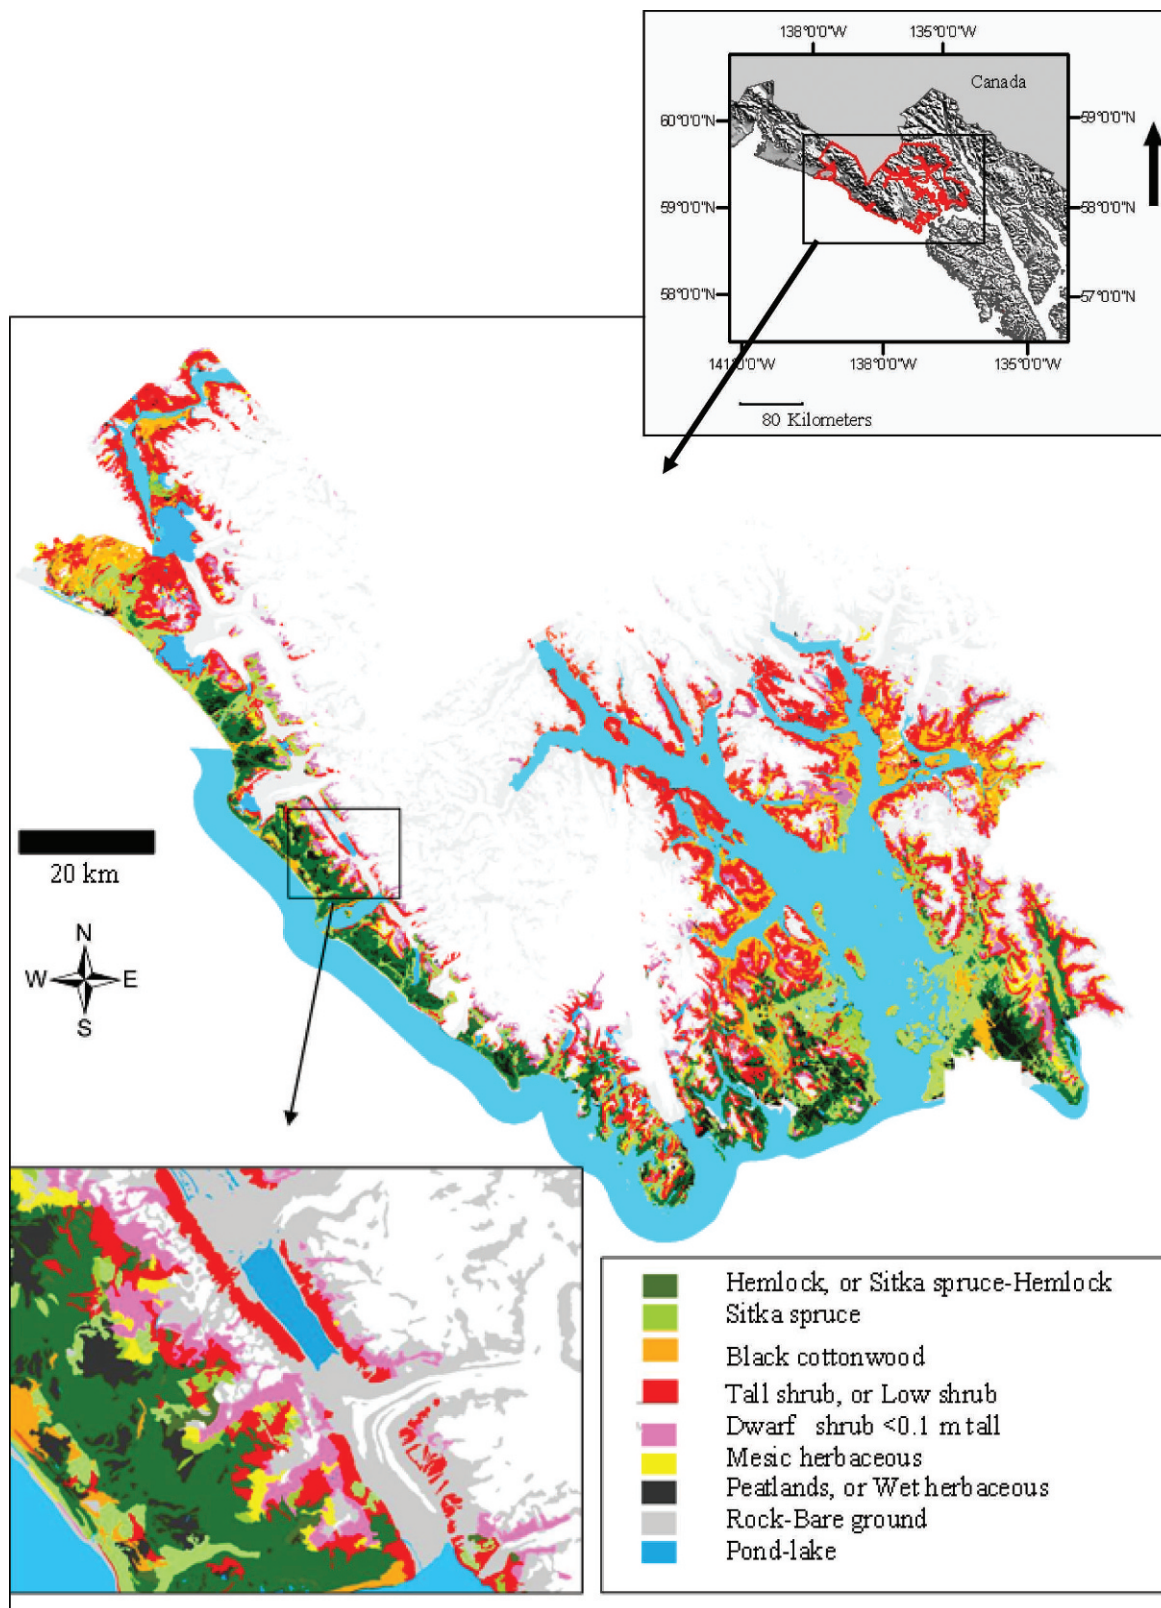 138°0'0"W 135°0'0"W
Canada
60°0'0"N 59°0'0"N
59°0'0"N 58°0'0"N
58°0'0"N 57°0'0"N
141°0'0"W 138°0'0"W 135°0'0"W
80 Kilometers
20 km
N
W E
S
Hemlock, or Sitka spruce-Hemlock
Sitka spruce
Black cottonwood
Tall shrub, or Low shrub
Dwarf shrub <0.1 m tall
Mesic herbaceous
Peatlands, or Wet herbaceous
Rock-Bare ground
Pond-lake